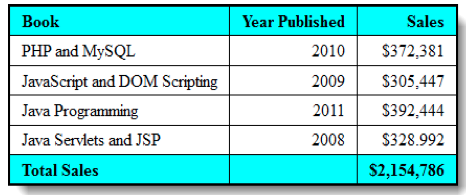 Book Year Published Sales
PHP and MySQL 2010 $372,381
JavaScript and DOM Scripting 2009 $305,447
Java Programming 2011 $392,444
Java Servlets and JSP 2008 $328.992
Total Sales $2,154,786